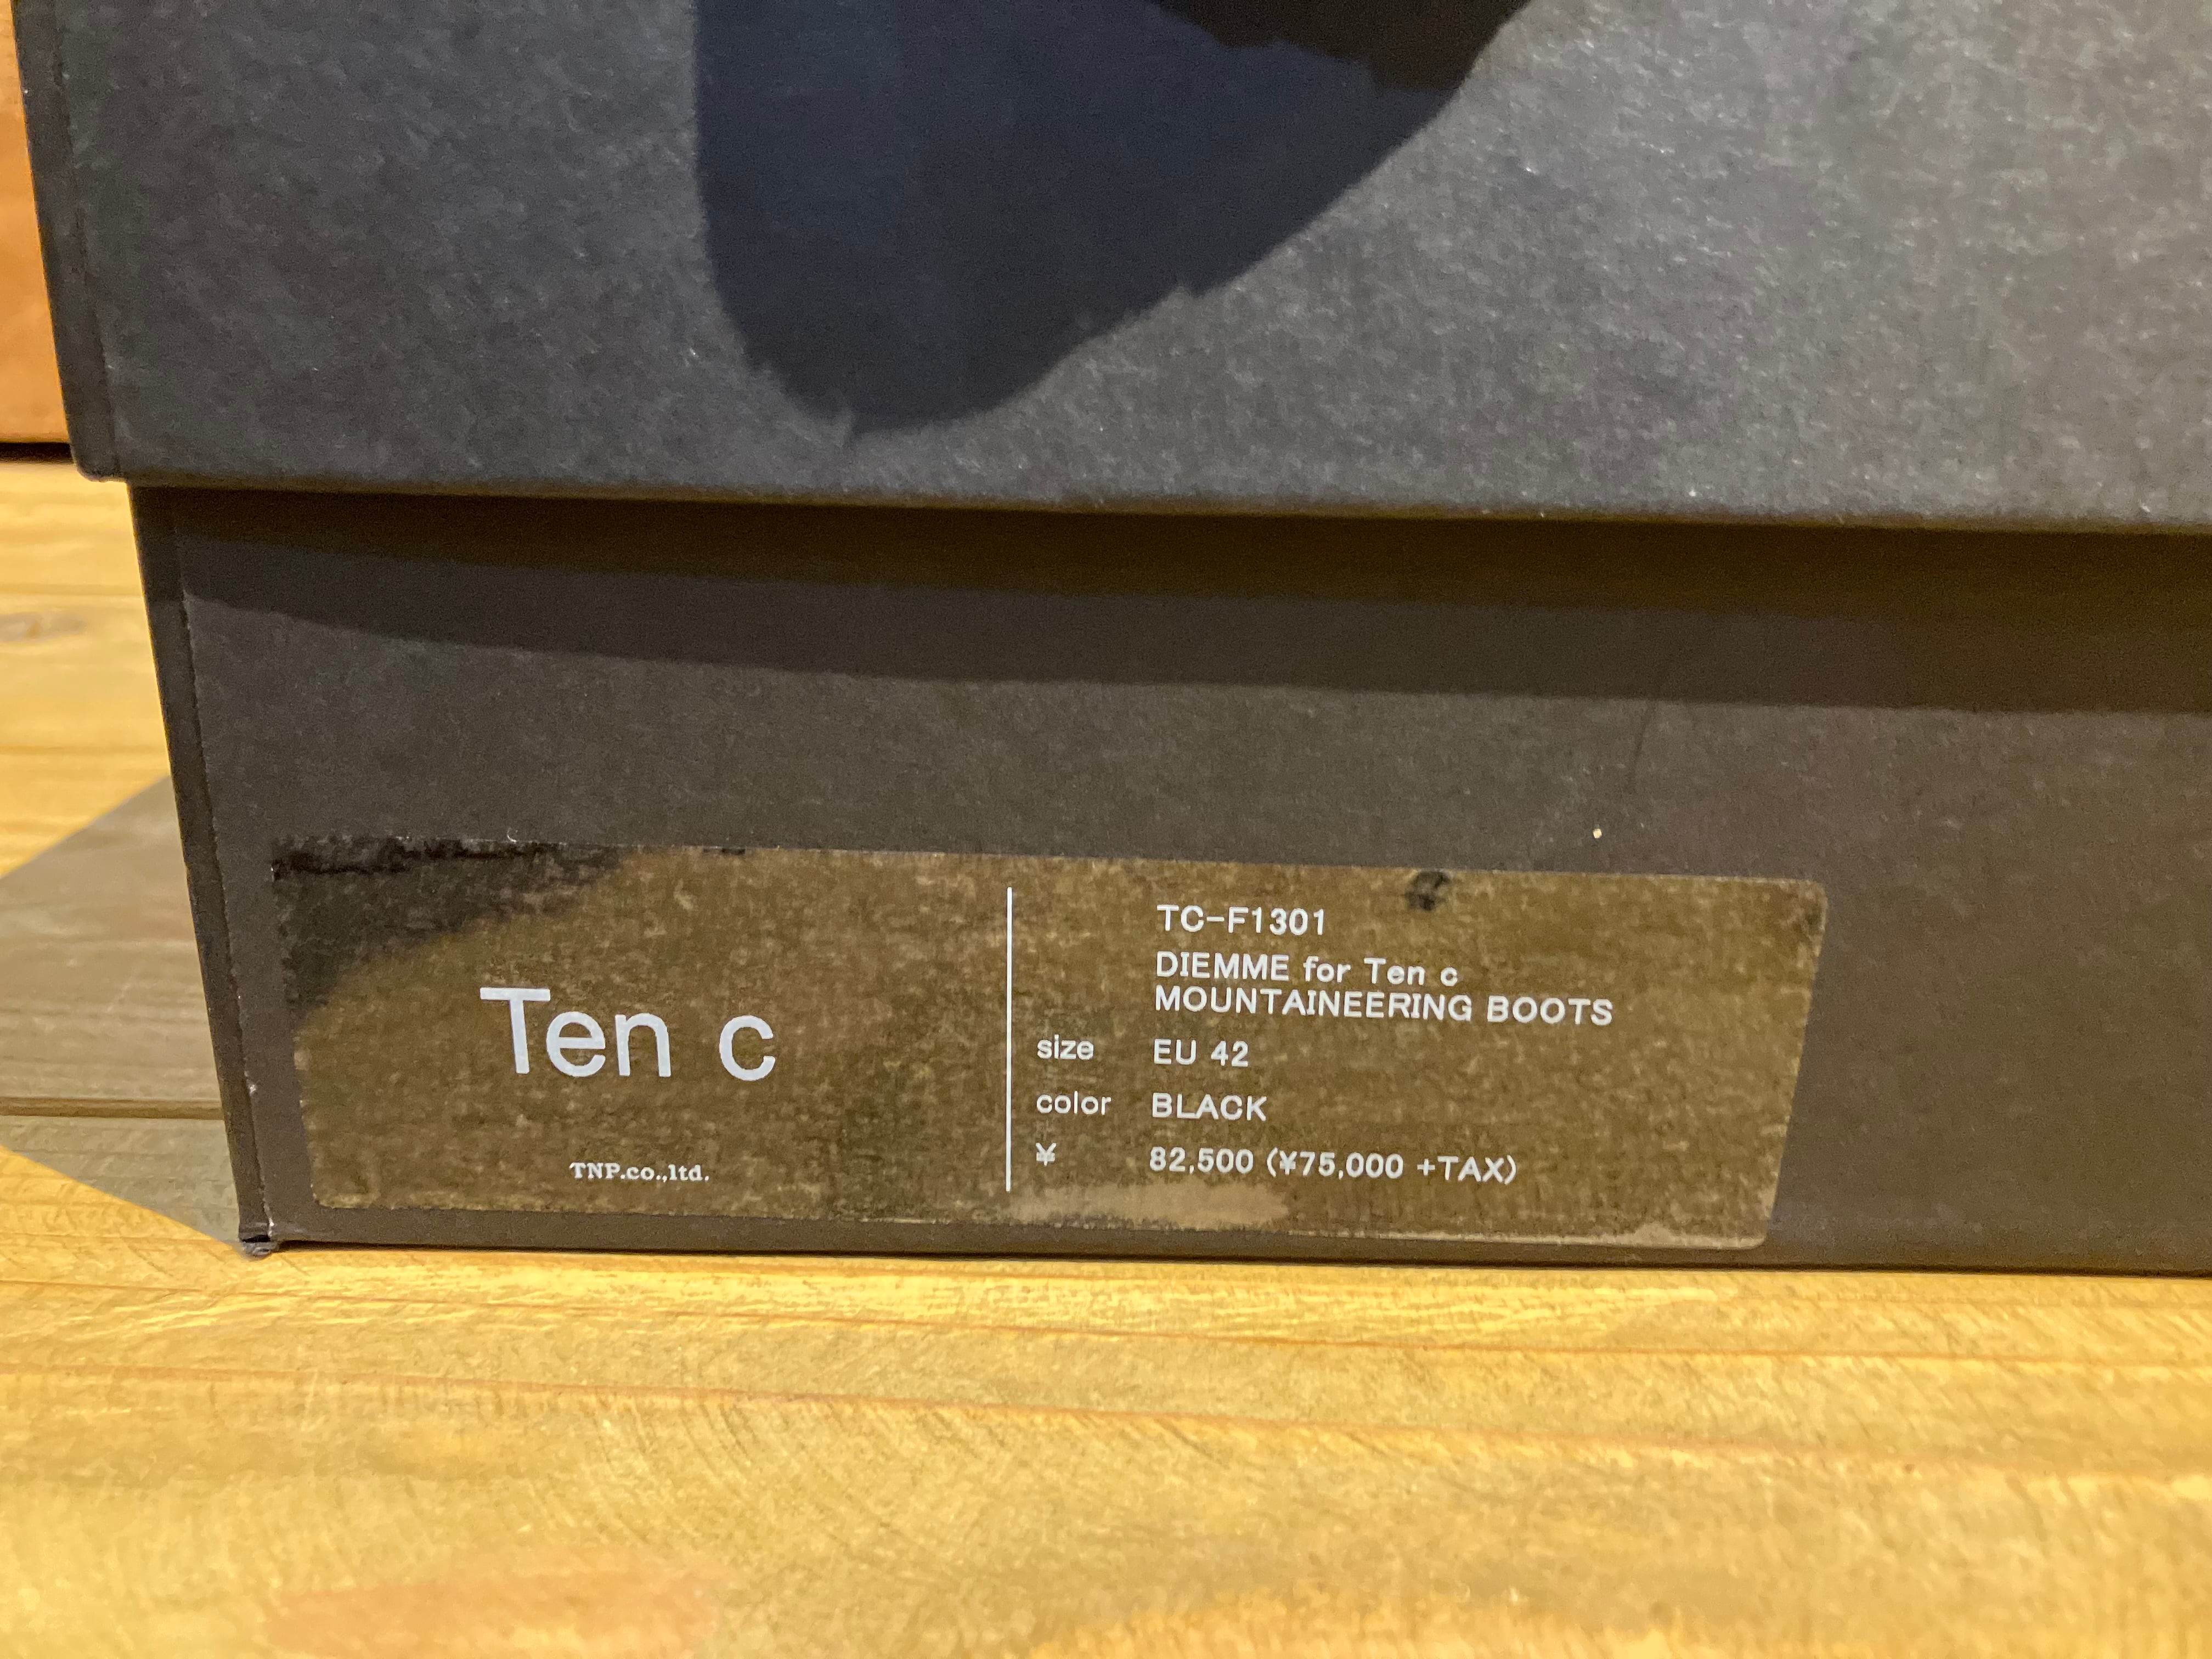 Ten c
TNP.co.,ltd.
TC-F1301
DIEMME for Ten c
MOUNTAINEERING BOOTS
size EU 42
color BLACK
¥ 82,500 (¥75,000 +TAX)